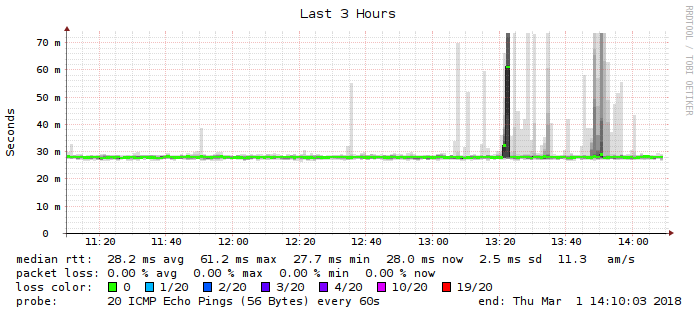 Last 3 Hours
RRDTOOL / TOBI OETIKER
Seconds
70 m
60 m
50 m
40 m
30 m
20 m
10 m
0
11:20 11:40 12:00 12:20 12:40 13:00 13:20 13:40 14:00
median rtt: 28.2 ms avg 61.2 ms max 27.7 ms min 28.0 ms now 2.5 ms sd 11.3 am/s
packet loss: 0.00 % avg 0.00 % max 0.00 % min 0.00 % now
loss color: 0 1/20 2/20 3/20 4/20 10/20 19/20
probe: 20 ICMP Echo Pings (56 Bytes) every 60s end: Thu Mar 1 14:10:03 2018